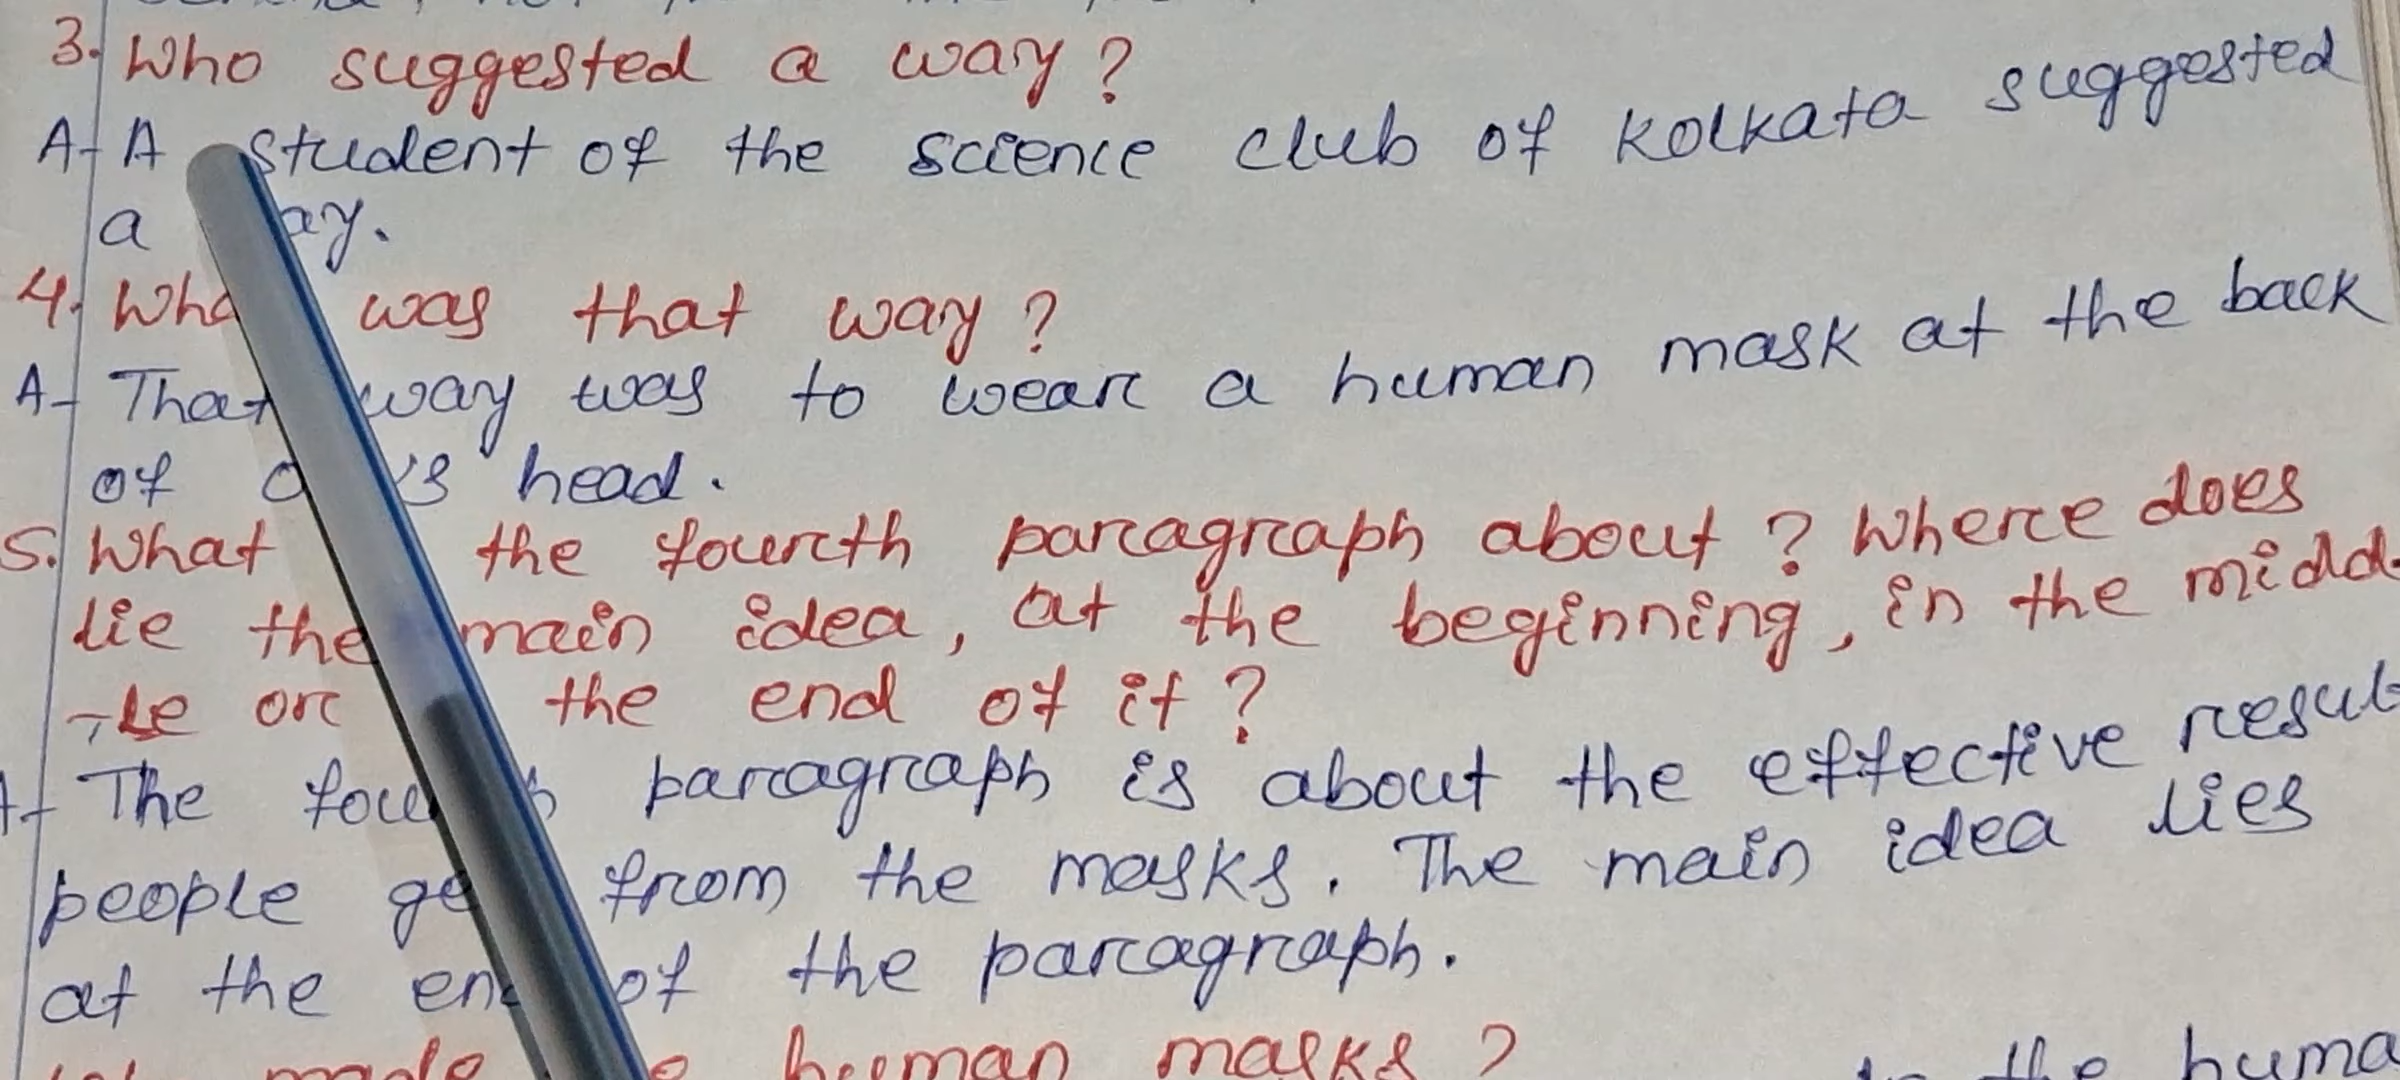 3. Who suggested a way?
A- A student of the science club of Kolkata suggested
a
4. was that way?
A- That way was to wear a human mask at the back
of head.
5. What the fourth paragraph about? Where does
lie the main idea, at the beginning, in the midd-
-le or the end of it?
A- The paragraph is about the effective result
people from the masks. The main idea lies
at the of the paragraph.
human masks?
the